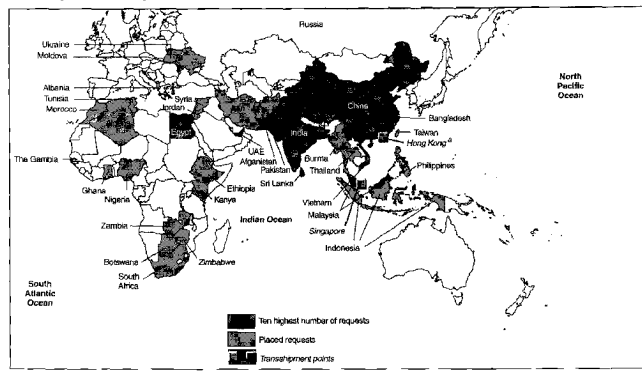 Russia
Ukraine
Moldova
Albania
Tunisia
Morocco
Syria
Jordan
Egypt
China
North
Pacific
Ocean
Bangladesh
Taiwan
Hong Kong a
India
UAE
Afganistan
Pakistan
Burma
Thailand
Sri Lanka
Philippines
The Gambia
Ghana
Nigeria
Ethiopia
Kenya
Indian Ocean
Vietnam
Malaysia
Singapore
Indonesia
Zambia
Botswana
South
Africa
Zimbabwe
South
Atlantic
Ocean
Ten highest number of requests
Placed requests
Transhipment points